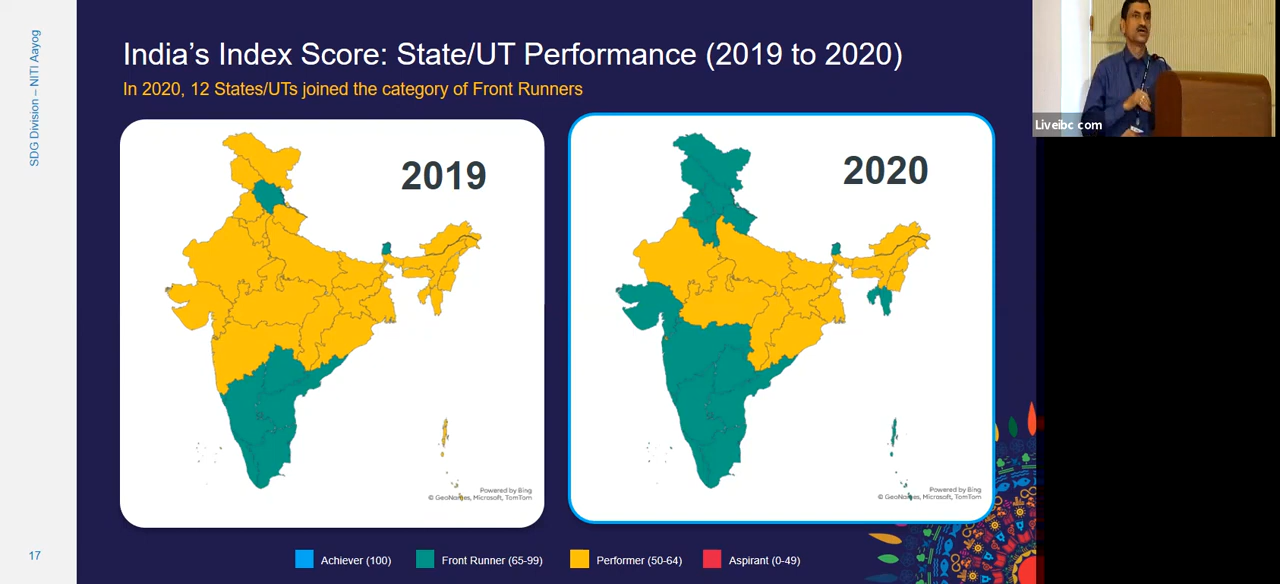 SDG Division – NITI Aayog
India's Index Score: State/UT Performance (2019 to 2020)
In 2020, 12 States/UTs joined the category of Front Runners
Liveibc com
2019
2020
Powered by Bing
© GeoNames, Microsoft, TomTom
Powered by Bing
© GeoNames, Microsoft, TomTom
17
Achiever (100)
Front Runner (65-99)
Performer (50-64)
Aspirant (0-49)